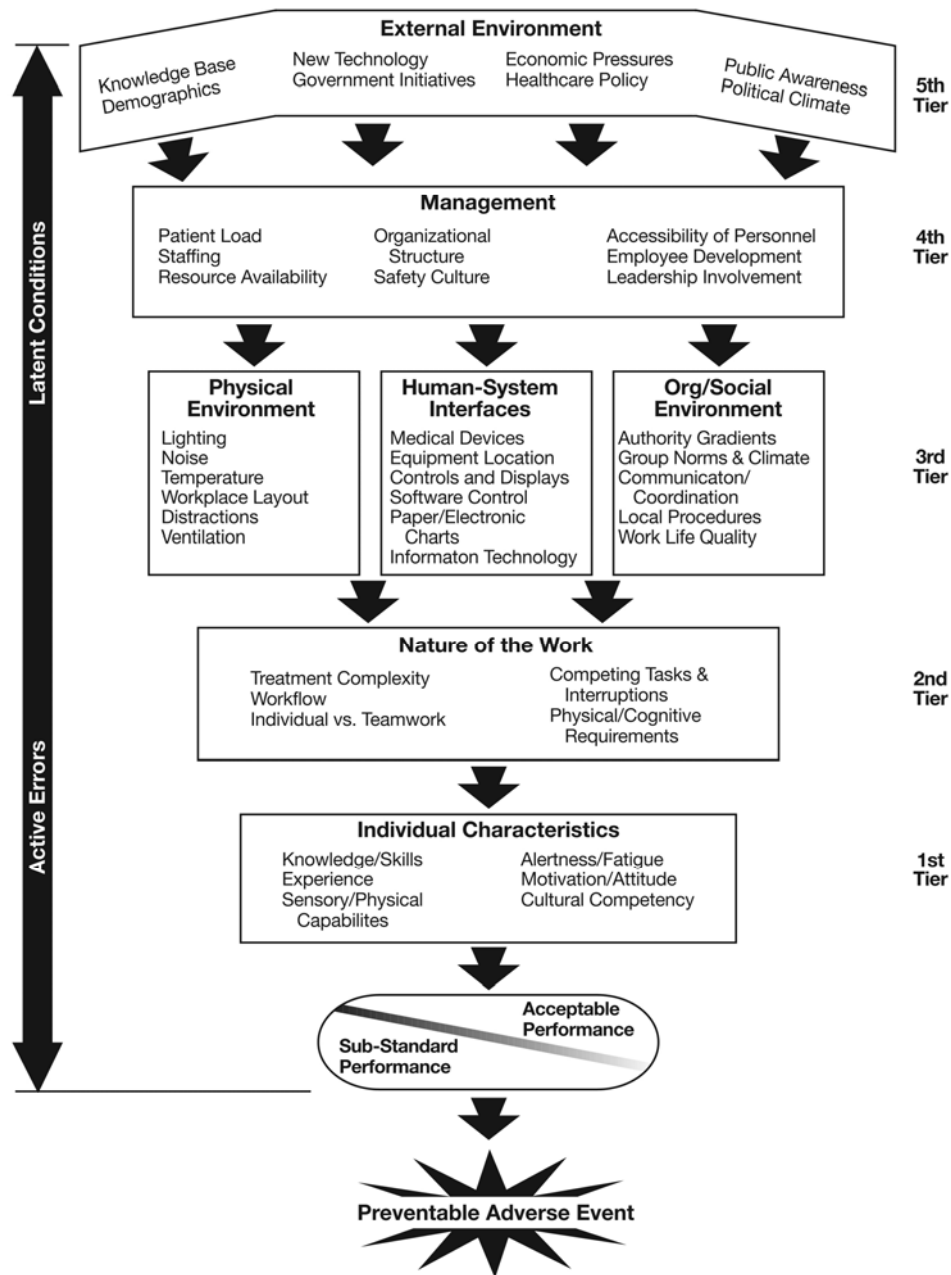 External Environment
Knowledge Base
Demographics
New Technology
Government Initiatives
Economic Pressures
Healthcare Policy
Public Awareness
Political Climate
5th
Tier
Management
Patient Load
Staffing
Resource Availability
Organizational
Structure
Safety Culture
Accessibility of Personnel
Employee Development
Leadership Involvement
4th
Tier
Latent Conditions
Physical
Environment
Lighting
Noise
Temperature
Workplace Layout
Distractions
Ventilation
Human-System
Interfaces
Medical Devices
Equipment Location
Controls and Displays
Software Control
Paper/Electronic
Charts
Informaton Technology
Org/Social
Environment
Authority Gradients
Group Norms & Climate
Communicaton/
Coordination
Local Procedures
Work Life Quality
3rd
Tier
Nature of the Work
Treatment Complexity
Workflow
Individual vs. Teamwork
Competing Tasks &
Interruptions
Physical/Cognitive
Requirements
2nd
Tier
Active Errors
Individual Characteristics
Knowledge/Skills
Experience
Sensory/Physical
Capabilites
Alertness/Fatigue
Motivation/Attitude
Cultural Competency
1st
Tier
Acceptable
Performance
Sub-Standard
Performance
Preventable Adverse Event